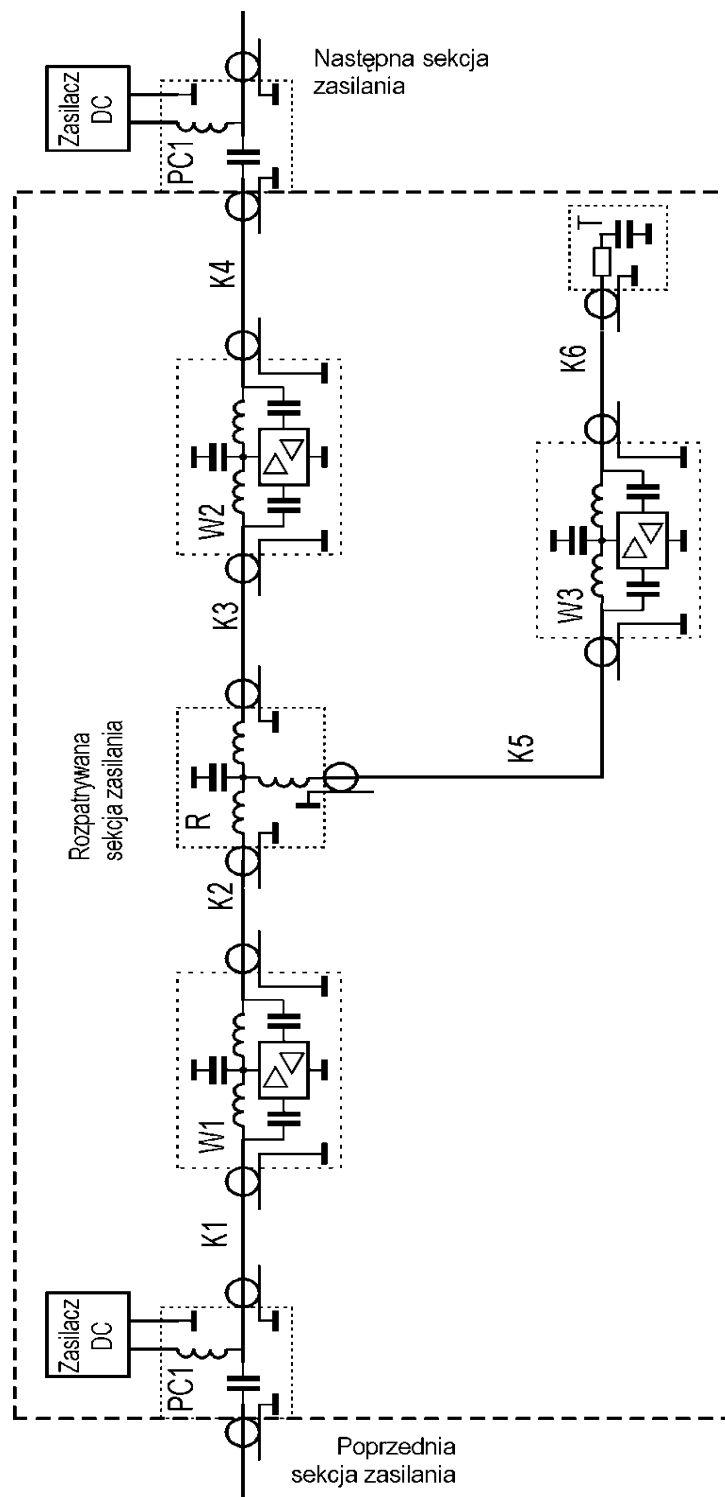 Następna sekcja
zasilania
Zasilacz
DC
PC1
K4
T
K6
W2
K3
W3
K5
Rozpatrywana
sekcja zasilania
R
K2
W1
K1
Zasilacz
DC
PC1
Poprzednia
sekcja zasilania